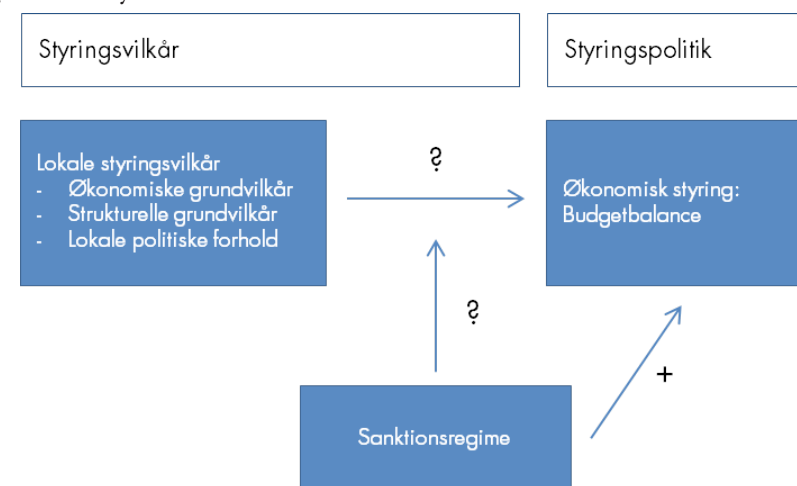 Styringsvilkår
Styringspolitik
Lokale styringsvilkår
- Økonomiske grundvilkår
- Strukturelle grundvilkår
- Lokale politiske forhold
?
Økonomisk styring:
Budgetbalance
?
+
Sanktionsregime